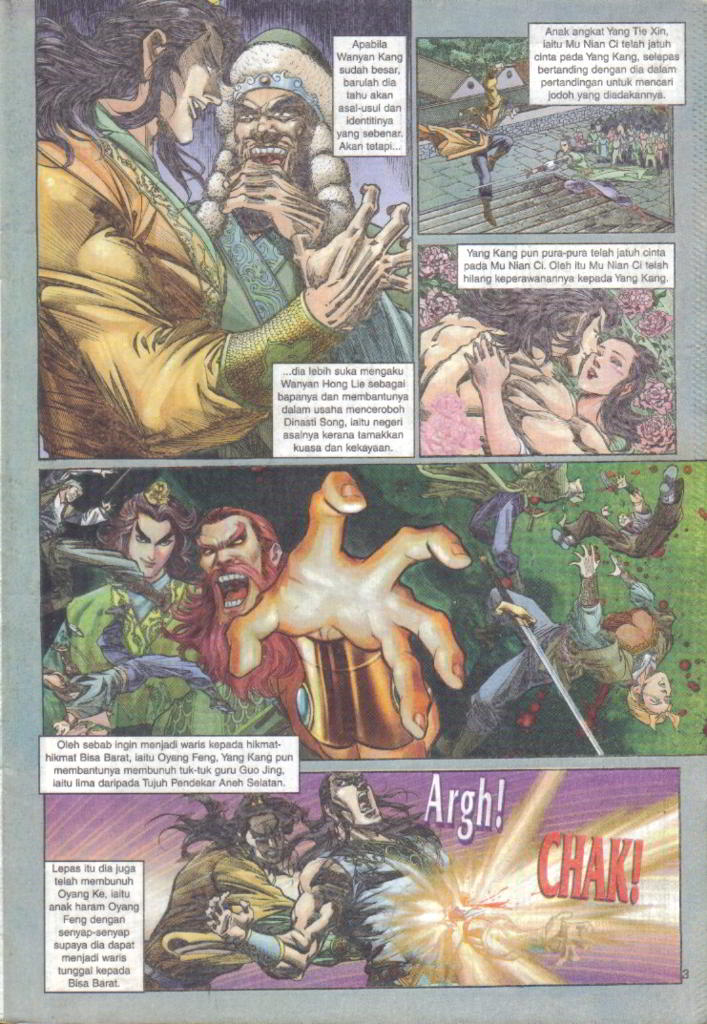 Apabila
Wanyan Kang
sudah besar,
barulah dia
tahu akan
asal-usul dan
identitinya
yang sebenar.
Akan tetapi...
...dia lebih suka mengaku
Wanyan Hong Lie sebagai
bapanya dan membantunya
dalam usaha menceroboh
Dinasti Song, iaitu negeri
asalnya kerana tamakkan
kuasa dan kekayaan.
Anak angkat Yang Tie Xin,
iaitu Mu Nian Ci telah jatuh
cinta pada Yang Kang, selepas
bertanding dengan dia dalam
pertandingan untuk mencari
jodoh yang diadakannya.
Yang Kang pun pura-pura telah jatuh cinta
pada Mu Nian Ci. Oleh itu Mu Nian Ci telah
hilang keperawanannya kepada Yang Kang.
Oleh sebab ingin menjadi waris kepada hikmat-
hikmat Bisa Barat, iaitu Oyang Feng, Yang Kang pun
membantunya membunuh tuk-tuk guru Guo Jing,
iaitu lima daripada Tujuh Pendekar Aneh Selatan.
Lepas itu dia juga
telah membunuh
Oyang Ke, iaitu
anak haram Oyang
Feng dengan
senyap-senyap
supaya dia dapat
menjadi waris
tunggal kepada
Bisa Barat.
Argh!
CHAK!
3